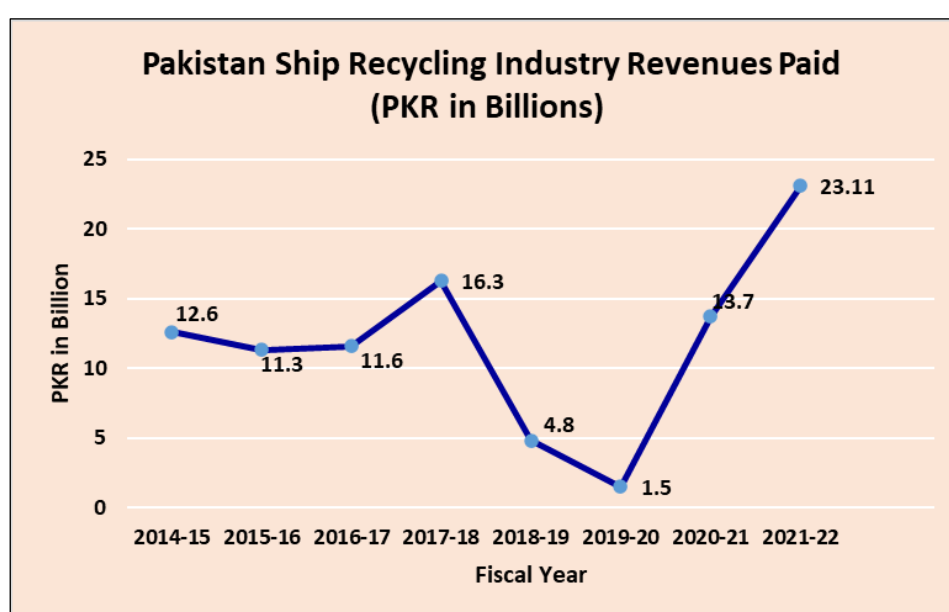 Pakistan Ship Recycling Industry Revenues Paid
(PKR in Billions)
25
20
15
10
5
0
PKR in Billion
12.6
11.3
11.6
16.3
4.8
1.5
13.7
23.11
2014-15 2015-16 2016-17 2017-18 2018-19 2019-20 2020-21 2021-22
Fiscal Year